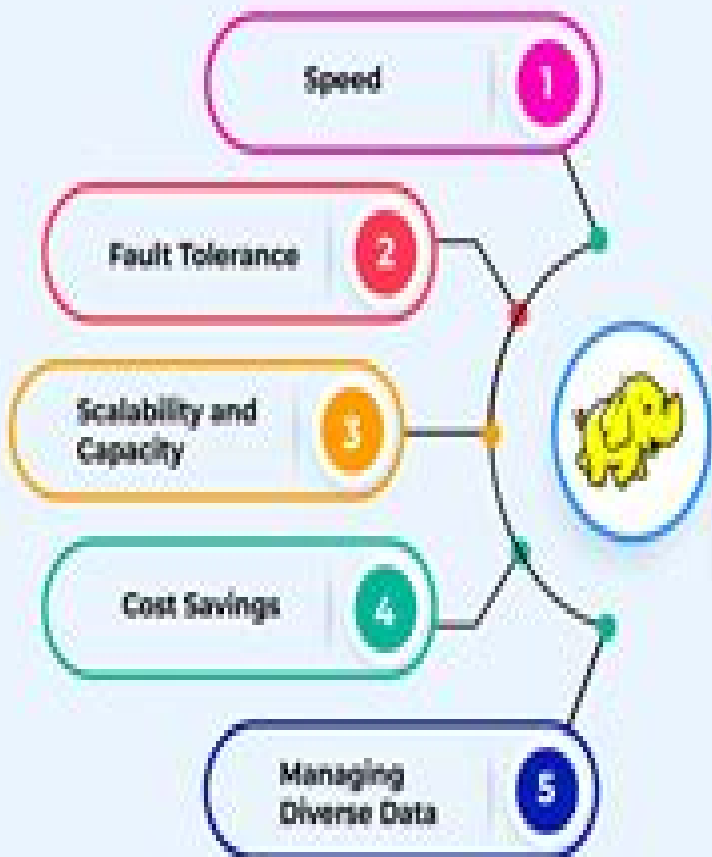 Speed
1
Fault Tolerance
2
Scalability and
Capacity
3
Cost Savings
4
Managing
Diverse Data
5